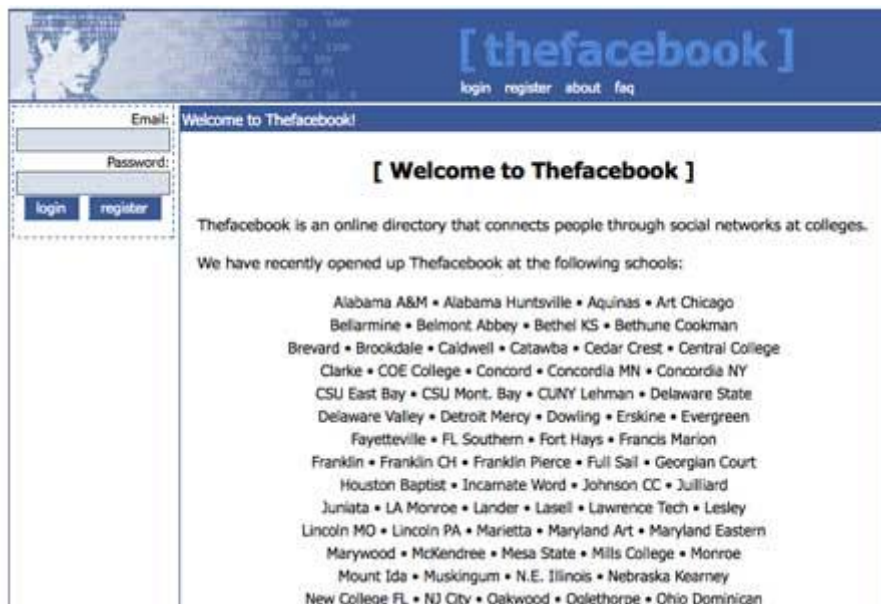 [ thefacebook ]
login register about faq
Email:
Password:
login register
Welcome to Thefacebook!
[ Welcome to Thefacebook ]
Thefacebook is an online directory that connects people through social networks at colleges.
We have recently opened up Thefacebook at the following schools:
Alabama A&M • Alabama Huntsville • Aquinas • Art Chicago
Bellarmine • Belmont Abbey • Bethel KS • Bethune Cookman
Brevard • Brookdale • Caldwell • Catawba • Cedar Crest • Central College
Clarke • COE College • Concord • Concordia MN • Concordia NY
CSU East Bay • CSU Mont. Bay • CUNY Lehman • Delaware State
Delaware Valley • Detroit Mercy • Dowling • Erskine • Evergreen
Fayetteville • FL Southern • Fort Hays • Francis Marion
Franklin • Franklin CH • Franklin Pierce • Full Sail • Georgian Court
Houston Baptist • Incarnate Word • Johnson CC • Juilliard
Juniata • LA Monroe • Lander • Lasell • Lawrence Tech • Lesley
Lincoln MO • Lincoln PA • Marietta • Maryland Art • Maryland Eastern
Marywood • McKendree • Mesa State • Mills College • Monroe
Mount Ida • Muskingum • N.E. Illinois • Nebraska Kearney
New College FL • NJ City • Oakwood • Oglethorpe • Ohio Dominican